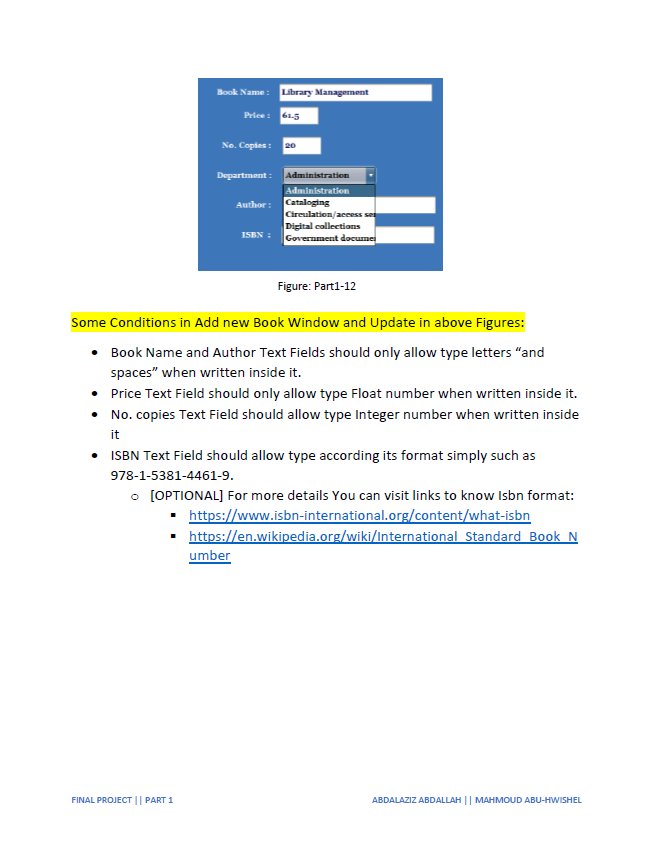 Book Name : Library Management
Price : 61.5
No. Copies : 20
Department : Administration
Administration
Author : Cataloging
Circulation/access ser
Digital collections
ISBN : Government documen
Figure: Part1-12
Some Conditions in Add new Book Window and Update in above Figures:
• Book Name and Author Text Fields should only allow type letters “and
spaces” when written inside it.
• Price Text Field should only allow type Float number when written inside it.
• No. copies Text Field should allow type Integer number when written inside
it
• ISBN Text Field should allow type according its format simply such as
978-1-5381-4461-9.
o [OPTIONAL] For more details You can visit links to know Isbn format:
▪ https://www.isbn-international.org/content/what-isbn
▪ https://en.wikipedia.org/wiki/International_Standard_Book_N
umber
FINAL PROJECT || PART 1 ABDALAZIZ ABDALLAH || MAHMOUD ABU-HWISHEL